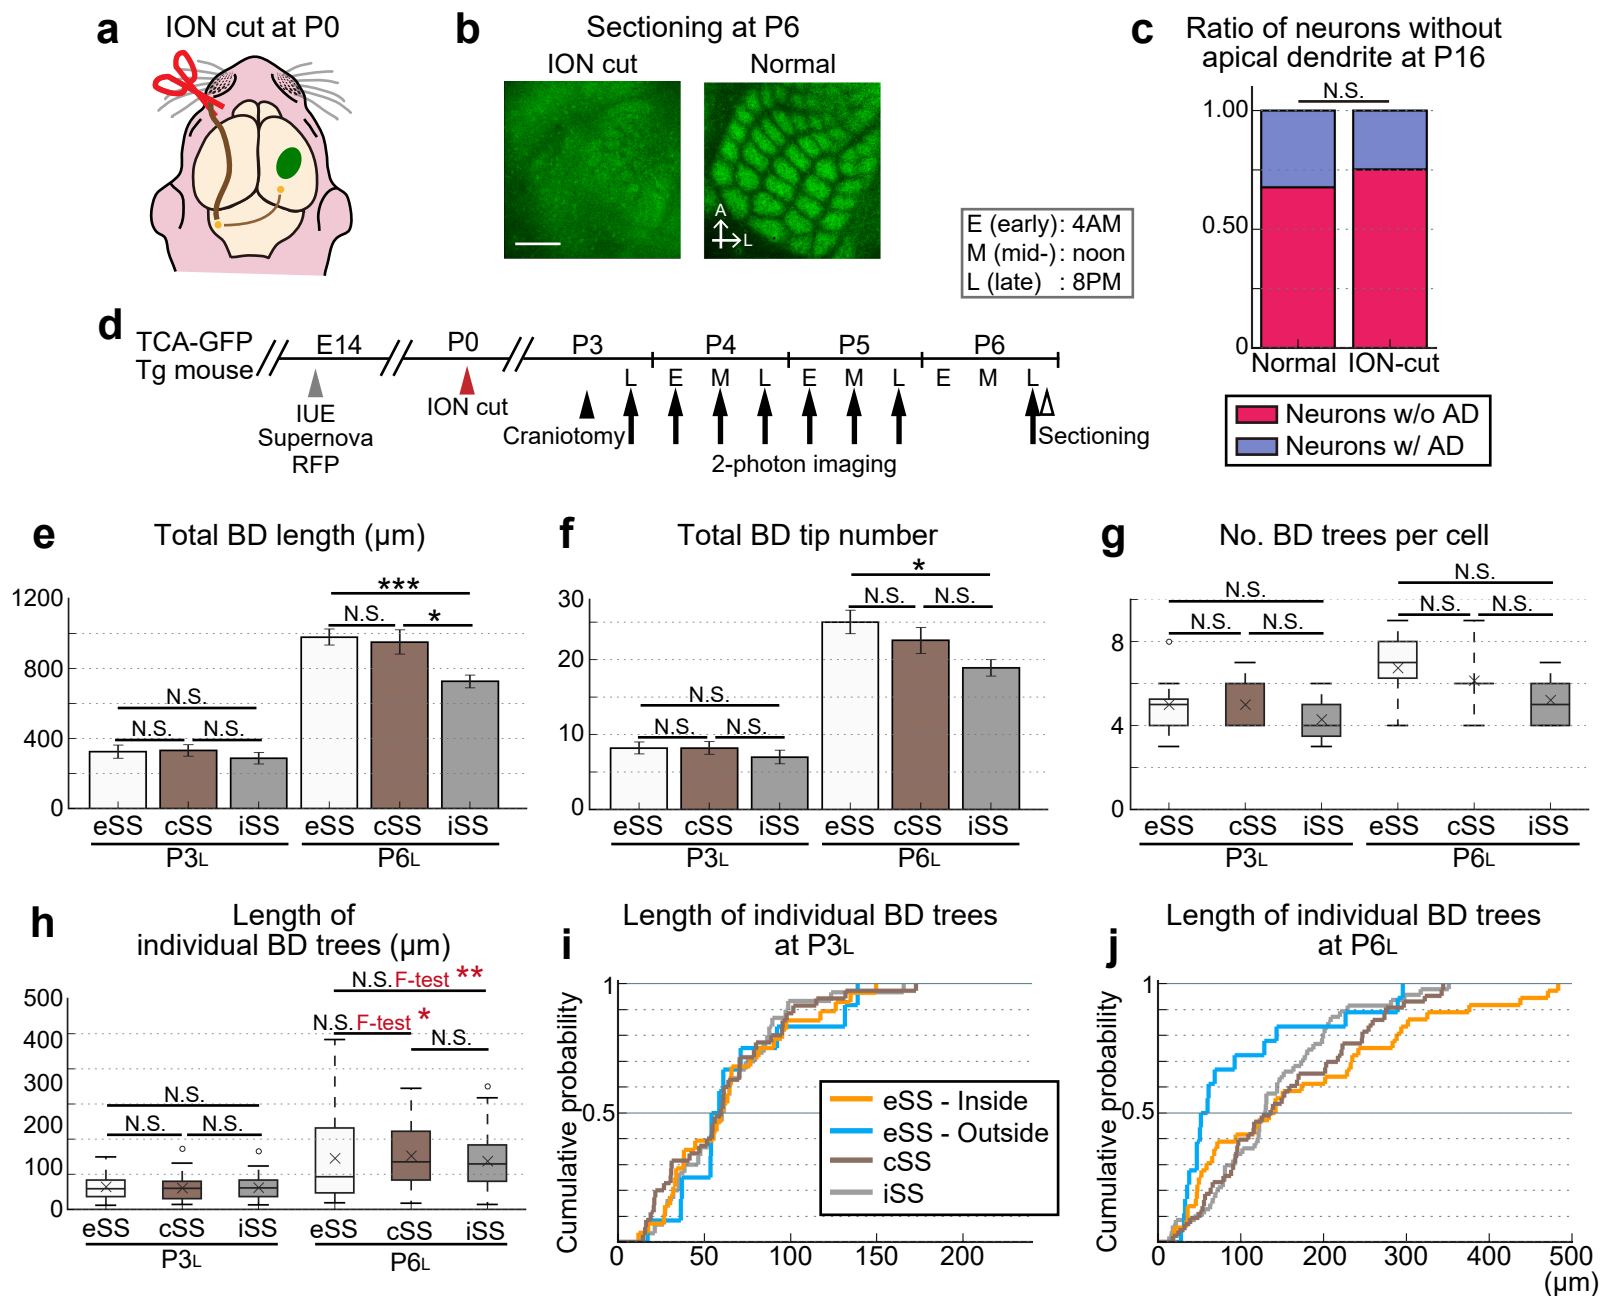 a
ION cut at P0
b
Sectioning at P6
ION cut
Normal
A
L
c
Ratio of neurons without
apical dendrite at P16
N.S.
1.00
0.50
0
Normal
ION-cut
Neurons w/o AD
Neurons w/ AD
E (early): 4AM
M (mid-): noon
L (late) : 8PM
d
TCA-GFP
Tg mouse
E14
P0
P3
P4
P5
P6
L E M L E M L E M L
IUE
Supernova
RFP
ION cut
Craniotomy
2-photon imaging
Sectioning
e
Total BD length (µm)
1200
800
400
0
N.S.
N.S.
N.S.
***
N.S.
*
eSS cSS iSS eSS cSS iSS
P3L
P6L
f
Total BD tip number
30
20
10
0
N.S.
N.S.
N.S.
*
N.S.
N.S.
eSS cSS iSS eSS cSS iSS
P3L
P6L
g
No. BD trees per cell
8
4
0
N.S.
N.S.
N.S.
N.S.
N.S.
N.S.
eSS cSS iSS eSS cSS iSS
P3L
P6L
h
Length of
individual BD trees (µm)
500
400
300
200
100
0
N.S.
N.S.
N.S.
N.S. F-test **
N.S. F-test *
N.S.
eSS cSS iSS eSS cSS iSS
P3L
P6L
i
Length of individual BD trees
at P3L
Cumulative probability
1
0.5
0 50 100 150 200
eSS - Inside
eSS - Outside
cSS
iSS
j
Length of individual BD trees
at P6L
Cumulative probability
1
0.5
0 100 200 300 400 500
(µm)